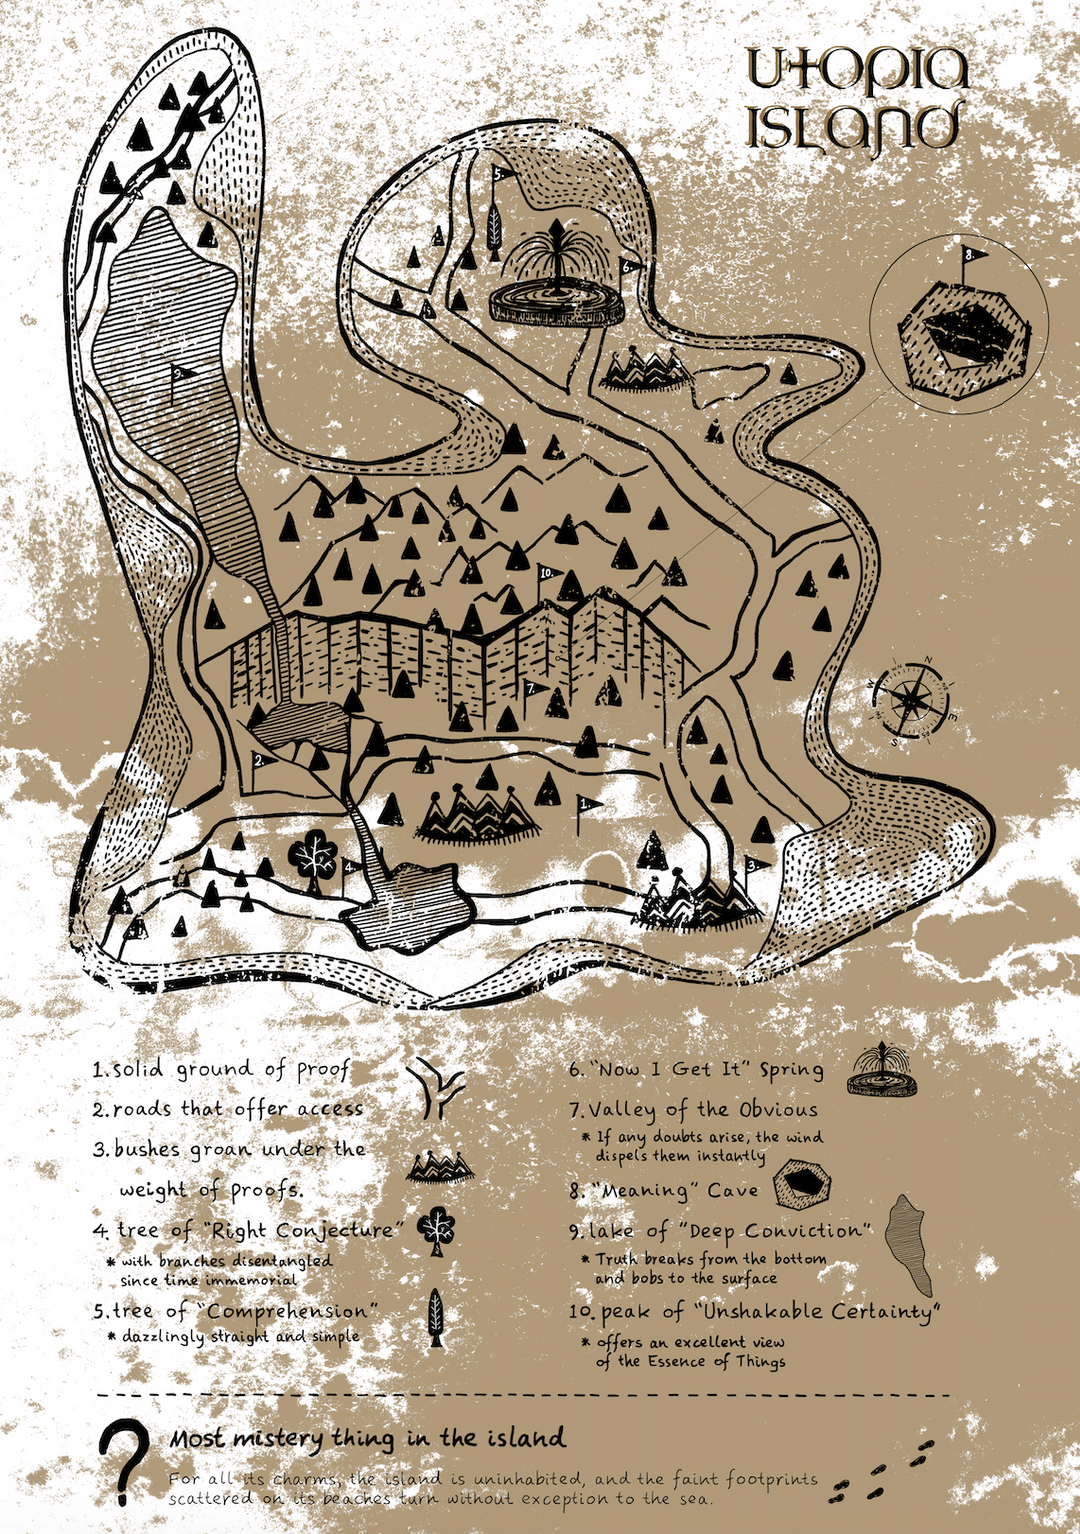 Utopia
Island
5.
6.
8.
9.
10.
7.
2.
1.
4.
3.
N
E
S
W
1. solid ground of proof
2. roads that offer access
3. bushes groan under the
weight of proofs.
4. tree of "Right Conjecture"
* with branches disentangled
since time immemorial
5. tree of "Comprehension"
* dazzlingly straight and simple
6. "Now I Get It" Spring
7. Valley of the Obvious
* If any doubts arise, the wind
dispels them instantly
8. "Meaning" Cave
9. lake of "Deep Conviction"
* Truth breaks from the bottom
and bobs to the surface
10. peak of "Unshakable Certainty"
* offers an excellent view
of the Essence of Things
?
Most mistery thing in the island
For all its charms, the island is uninhabited, and the faint footprints
scattered on its beaches turn without exception to the sea.